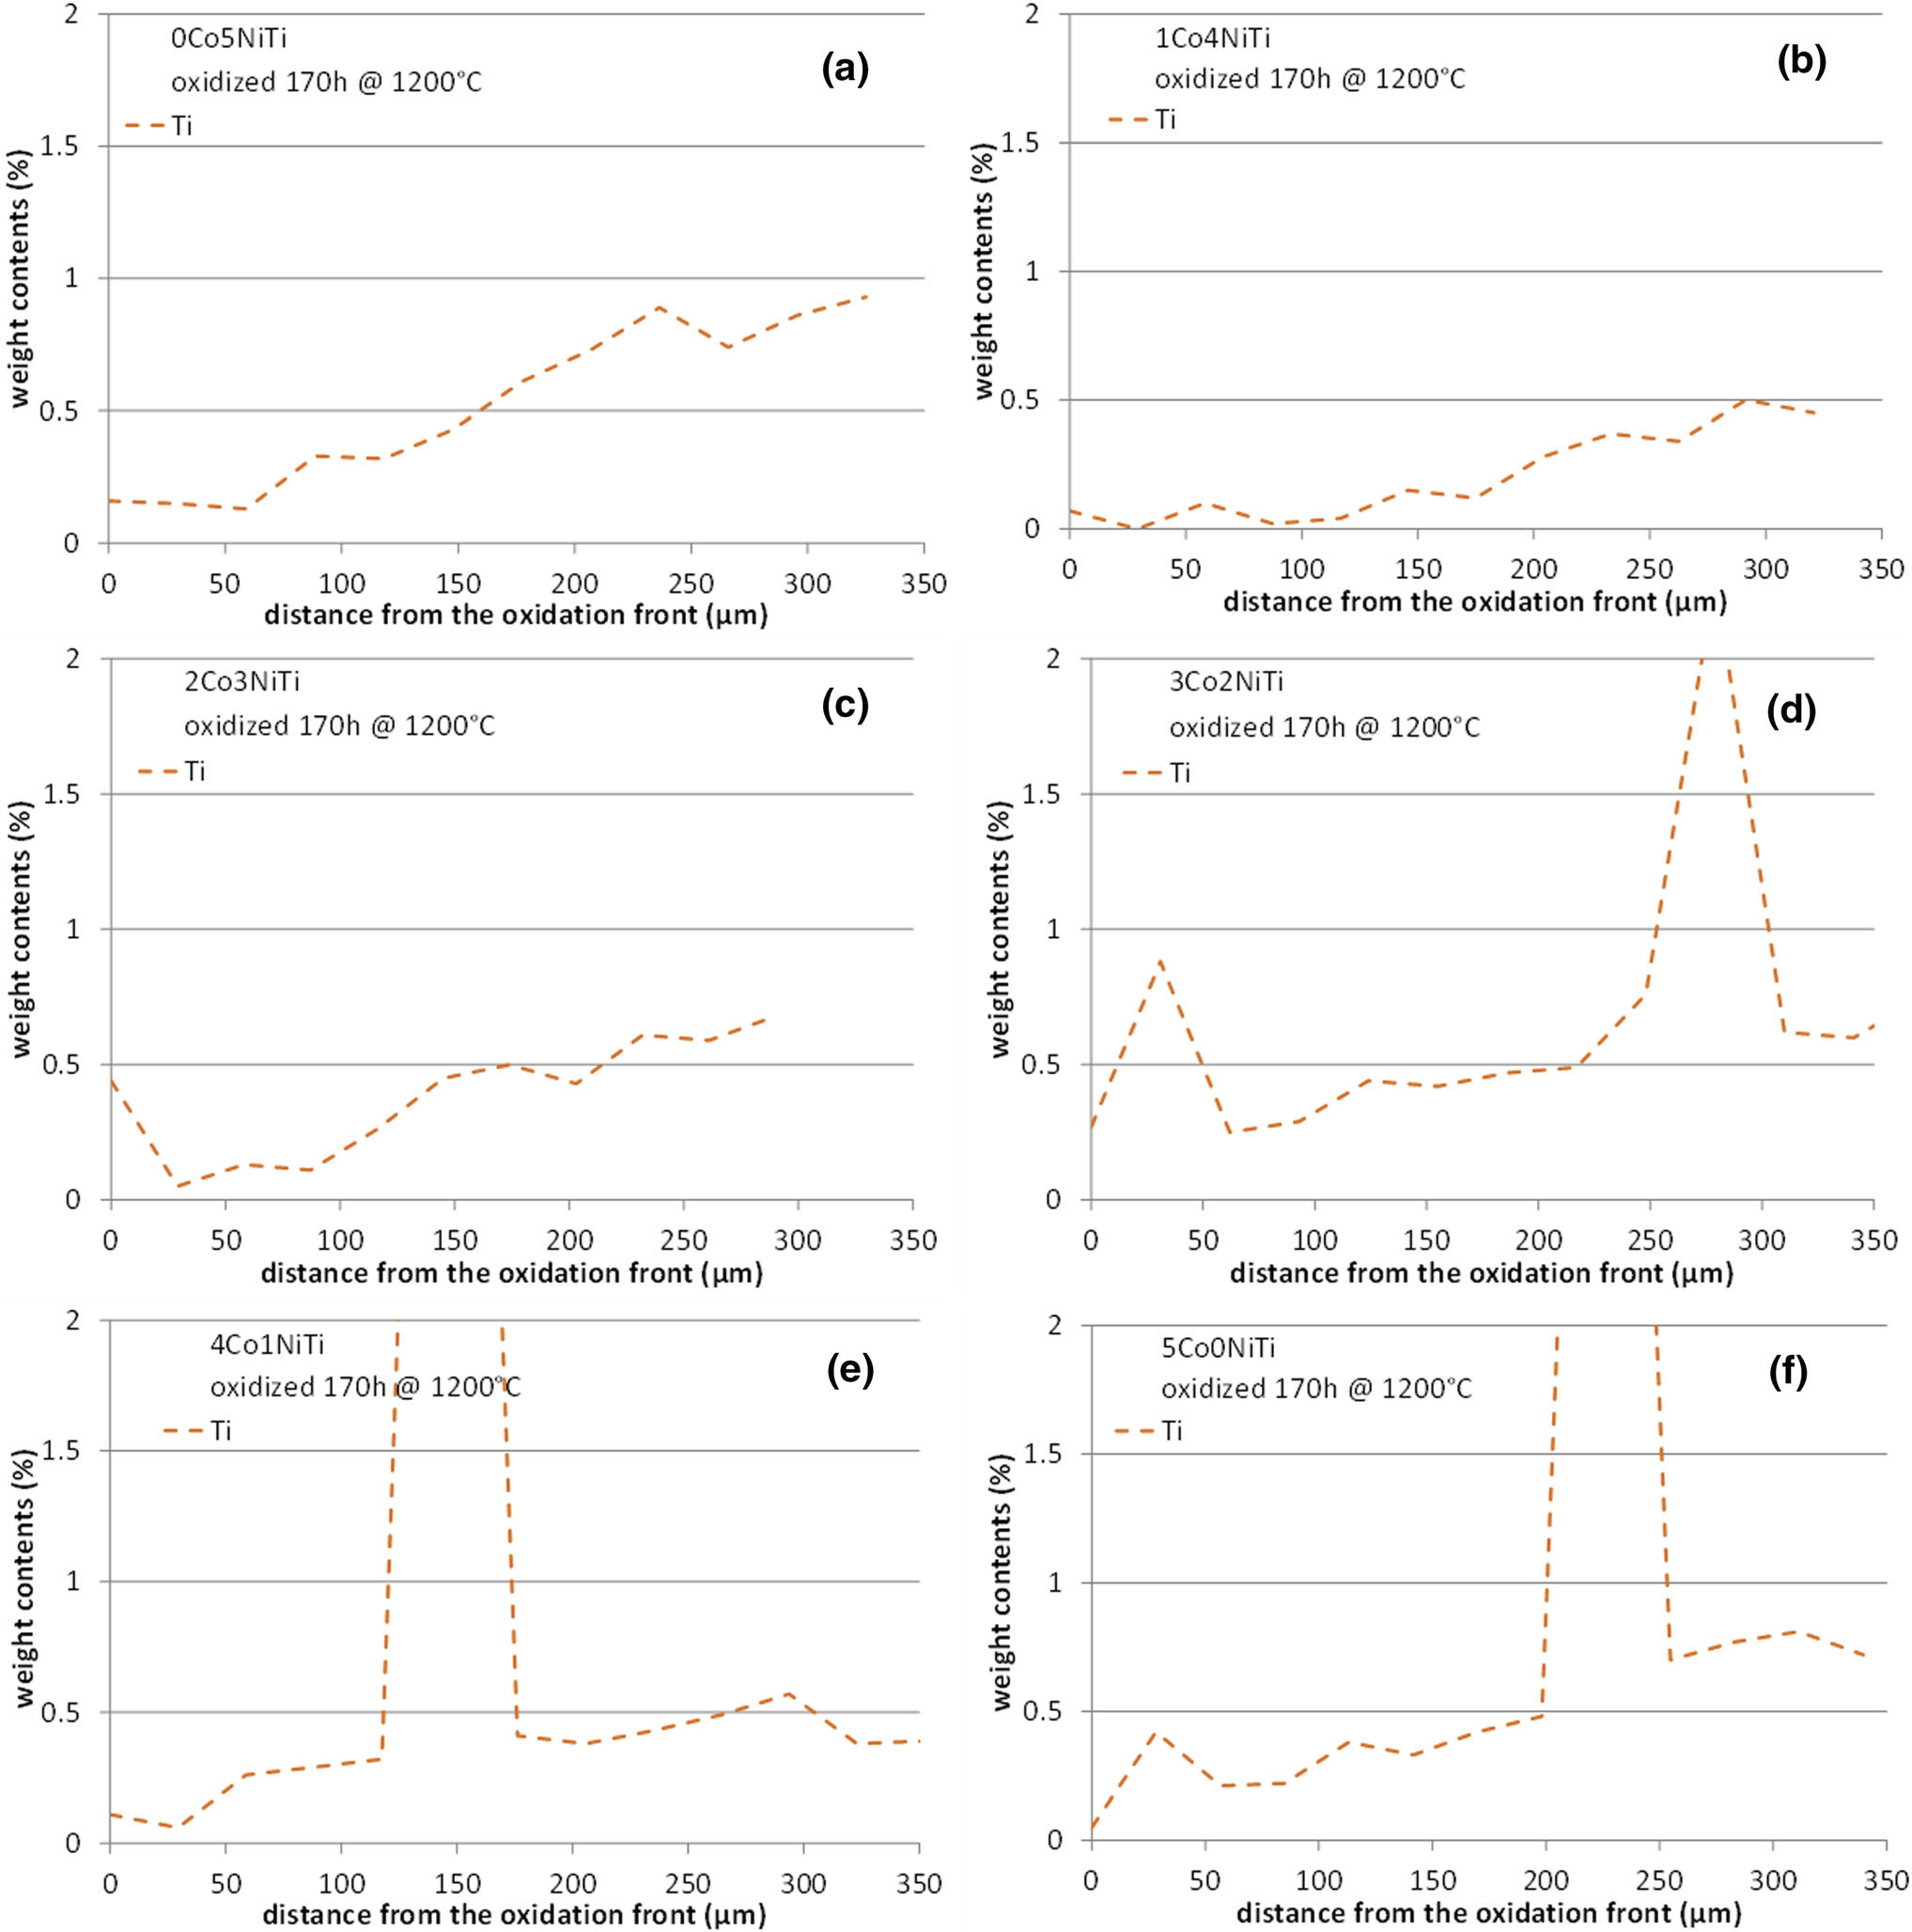 2
0Co5NiTi
(a)
oxidized 170h @ 1200°C
Ti
1.5
1
0.5
0
weight contents (%)
0 50 100 150 200 250 300 350
distance from the oxidation front (µm)
2
1Co4NiTi
(b)
oxidized 170h @ 1200°C
Ti
1.5
1
0.5
0
weight contents (%)
0 50 100 150 200 250 300 350
distance from the oxidation front (µm)
2
2Co3NiTi
(c)
oxidized 170h @ 1200°C
Ti
1.5
1
0.5
0
weight contents (%)
0 50 100 150 200 250 300 350
distance from the oxidation front (µm)
2
3Co2NiTi
(d)
oxidized 170h @ 1200°C
Ti
1.5
1
0.5
0
weight contents (%)
0 50 100 150 200 250 300 350
distance from the oxidation front (µm)
2
4Co1NiTi
(e)
oxidized 170h @ 1200°C
Ti
1.5
1
0.5
0
weight contents (%)
0 50 100 150 200 250 300 350
distance from the oxidation front (µm)
2
5Co0NiTi
(f)
oxidized 170h @ 1200°C
Ti
1.5
1
0.5
0
weight contents (%)
0 50 100 150 200 250 300 350
distance from the oxidation front (µm)